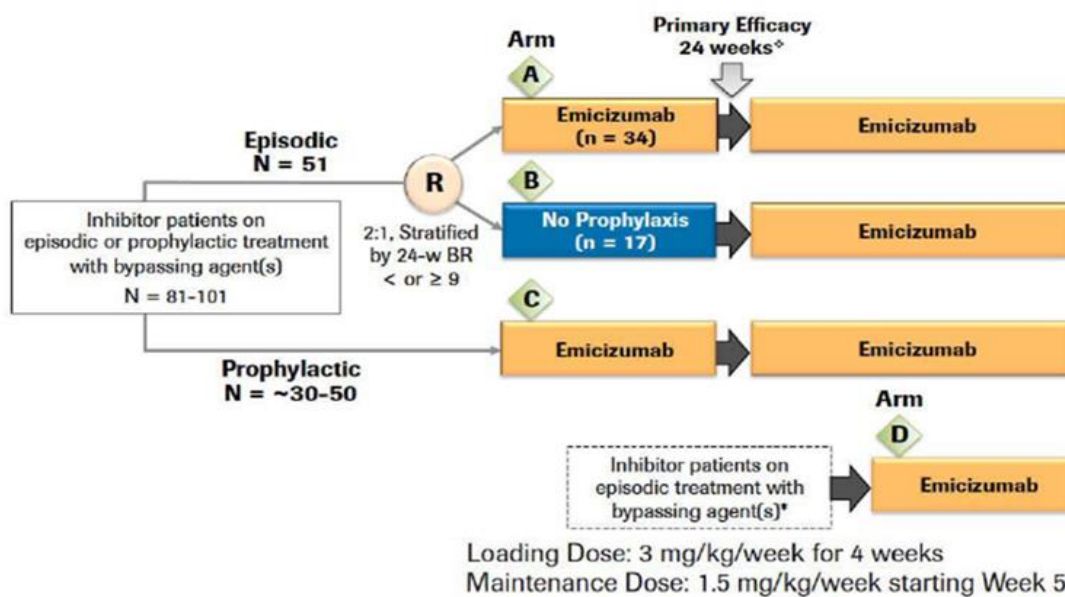 Primary Efficacy
24 weeks⋄
Arm
A
Emicizumab
(n = 34)
Emicizumab
Episodic
N = 51
R
B
No Prophylaxis
(n = 17)
Emicizumab
2:1, Stratified
by 24-w BR
< or ≥ 9
Inhibitor patients on
episodic or prophylactic treatment
with bypassing agent(s)
N = 81-101
C
Emicizumab
Emicizumab
Prophylactic
N = ~30-50
Arm
D
Inhibitor patients on
episodic treatment with
bypassing agent(s)*
Emicizumab
Loading Dose: 3 mg/kg/week for 4 weeks
Maintenance Dose: 1.5 mg/kg/week starting Week 5